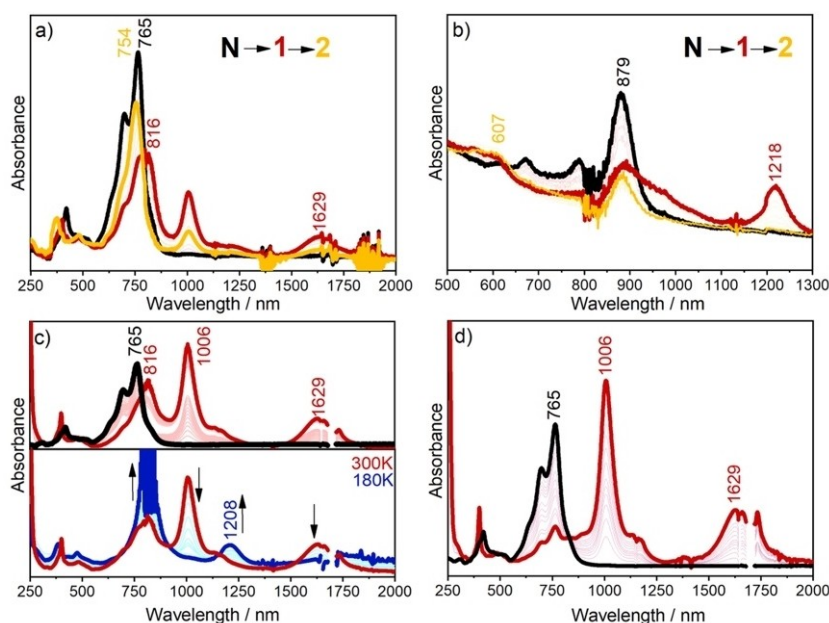 a)
754
765
816
1629
N → 1 → 2
Absorbance
250 500 750 1000 1250 1500 1750 2000
Wavelength / nm
b)
607
879
1218
N → 1 → 2
Absorbance
500 600 700 800 900 1000 1100 1200 1300
Wavelength / nm
c)
765
816
1006
1629
300K
180K
1208
Absorbance
250 500 750 1000 1250 1500 1750 2000
Wavelength / nm
d)
765
1006
1629
Absorbance
250 500 750 1000 1250 1500 1750 2000
Wavelength / nm